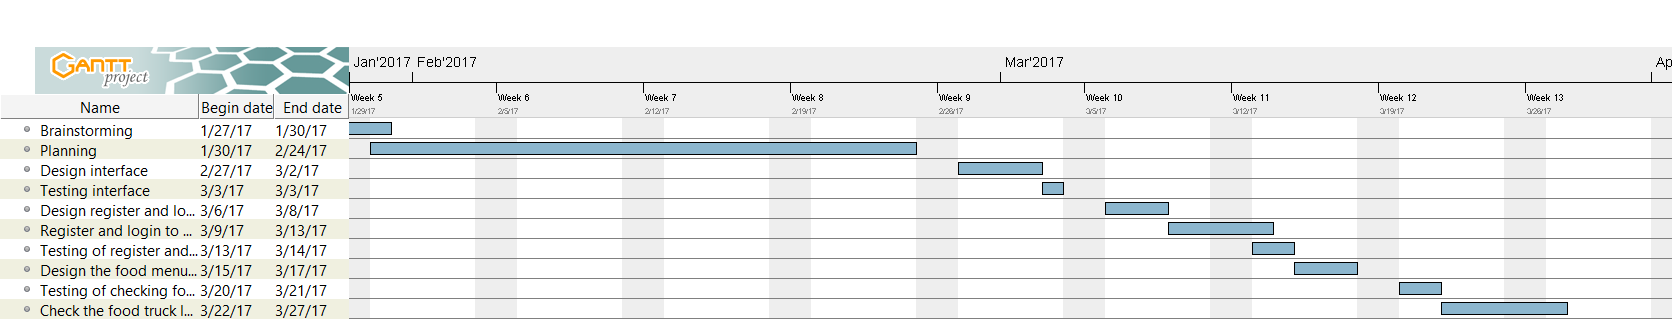 GANTT project
Jan'2017 Feb'2017 Mar'2017 Ap
Week 5 Week 6 Week 7 Week 8 Week 9 Week 10 Week 11 Week 12 Week 13
1/29/17 2/5/17 2/12/17 2/19/17 2/26/17 3/5/17 3/12/17 3/19/17 3/26/17
Name Begin date End date
Brainstorming 1/27/17 1/30/17
Planning 1/30/17 2/24/17
Design interface 2/27/17 3/2/17
Testing interface 3/3/17 3/3/17
Design register and lo... 3/6/17 3/8/17
Register and login to ... 3/9/17 3/13/17
Testing of register and... 3/13/17 3/14/17
Design the food menu... 3/15/17 3/17/17
Testing of checking fo... 3/20/17 3/21/17
Check the food truck l... 3/22/17 3/27/17